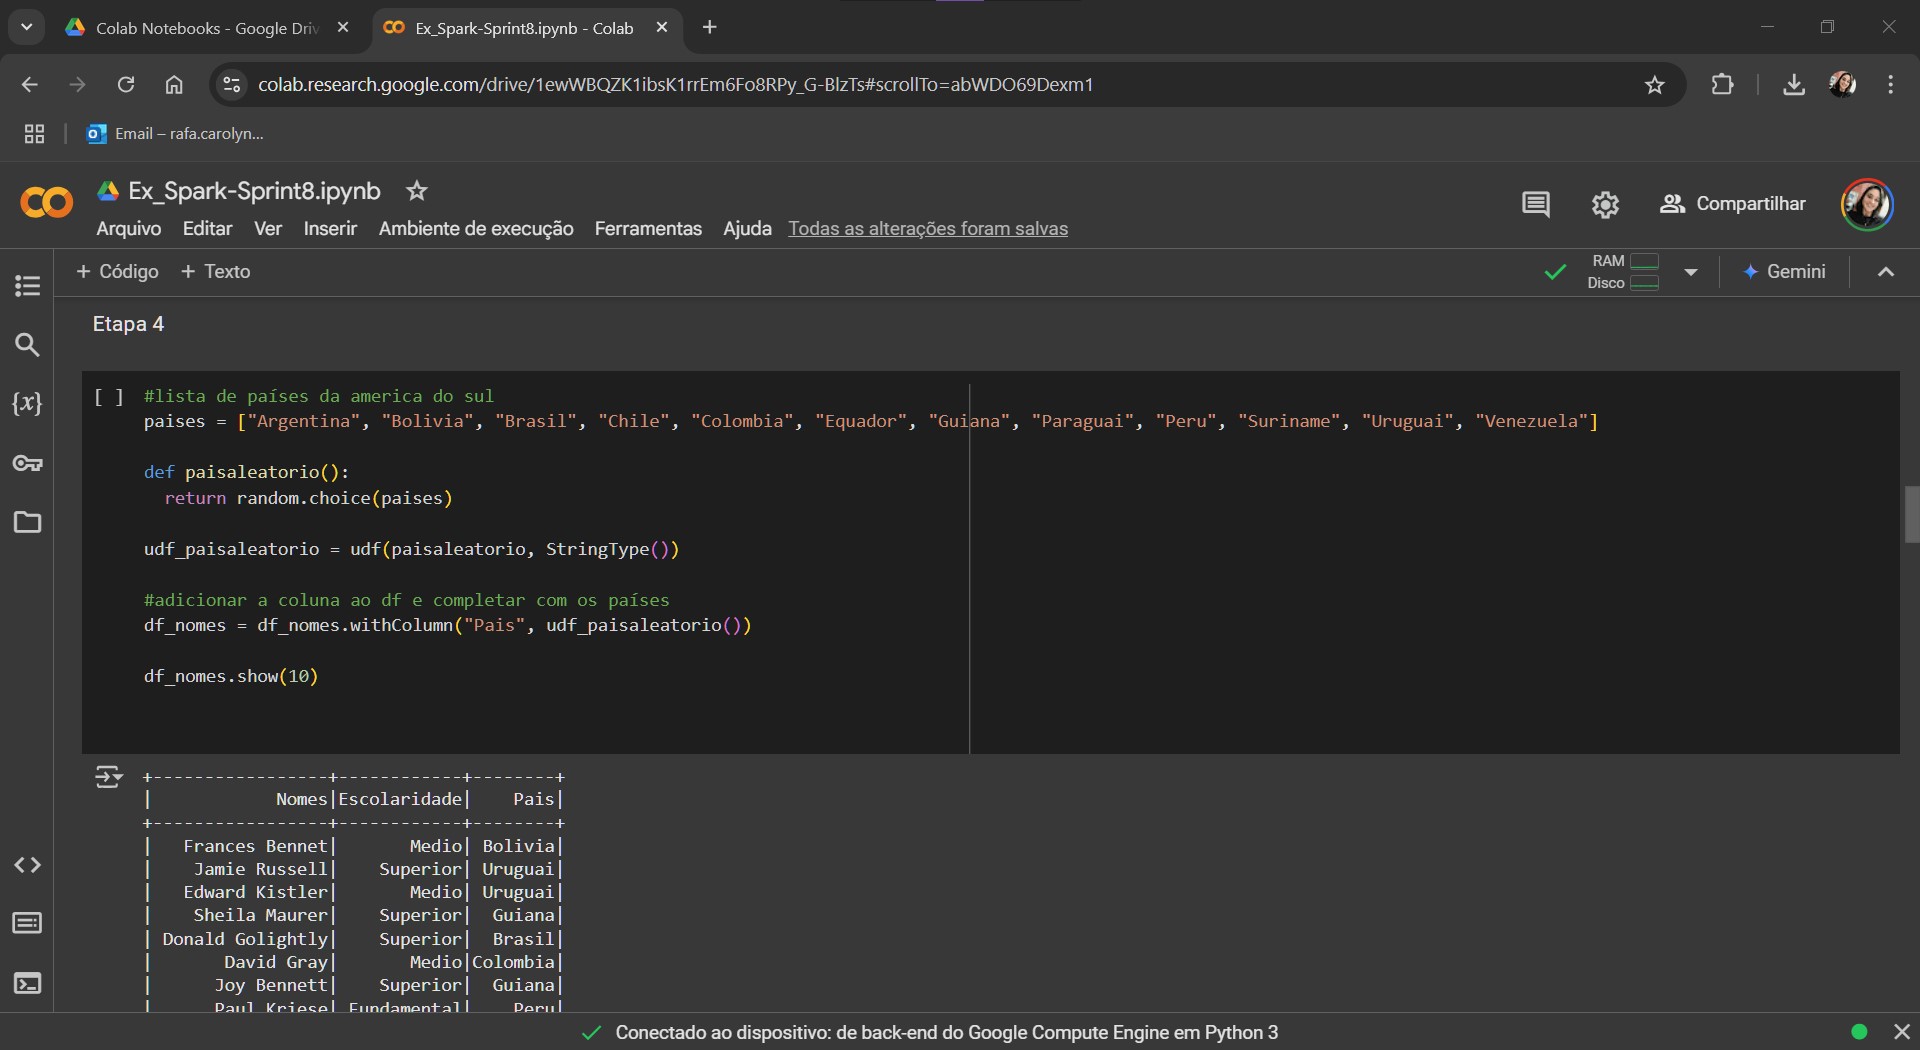 Colab Notebooks - Google Driv
Ex_Spark-Sprint8.ipynb - Colab
colab.research.google.com/drive/1ewWBQZK1ibsK1rrEm6Fo8RPy_G-BlzTs#scrollTo=abWDO69Dexm1
Email – rafa.carolyn...
Ex_Spark-Sprint8.ipynb
Compartilhar
Arquivo Editar Ver Inserir Ambiente de execução Ferramentas Ajuda Todas as alterações foram salvas
+ Código + Texto
RAM
Disco
Gemini
Etapa 4
[ ] #lista de países da america do sul
paises = ["Argentina", "Bolivia", "Brasil", "Chile", "Colombia", "Equador", "Guiana", "Paraguai", "Peru", "Suriname", "Uruguai", "Venezuela"]
def paisaleatorio():
return random.choice(paises)
udf_paisaleatorio = udf(paisaleatorio, StringType())
#adicionar a coluna ao df e completar com os países
df_nomes = df_nomes.withColumn("Pais", udf_paisaleatorio())
df_nomes.show(10)
+-----------------+------------+--------+
|            Nomes|Escolaridade|    Pais|
+-----------------+------------+--------+
|   Frances Bennet|       Medio| Bolivia|
|    Jamie Russell|    Superior| Uruguai|
|   Edward Kistler|       Medio| Uruguai|
|    Sheila Maurer|    Superior|  Guiana|
| Donald Golightly|    Superior|  Brasil|
|       David Gray|       Medio|Colombia|
|      Joy Bennett|    Superior|  Guiana|
|      Paul Kriese| Fundamental|    Peru|
Conectado ao dispositivo: de back-end do Google Compute Engine em Python 3